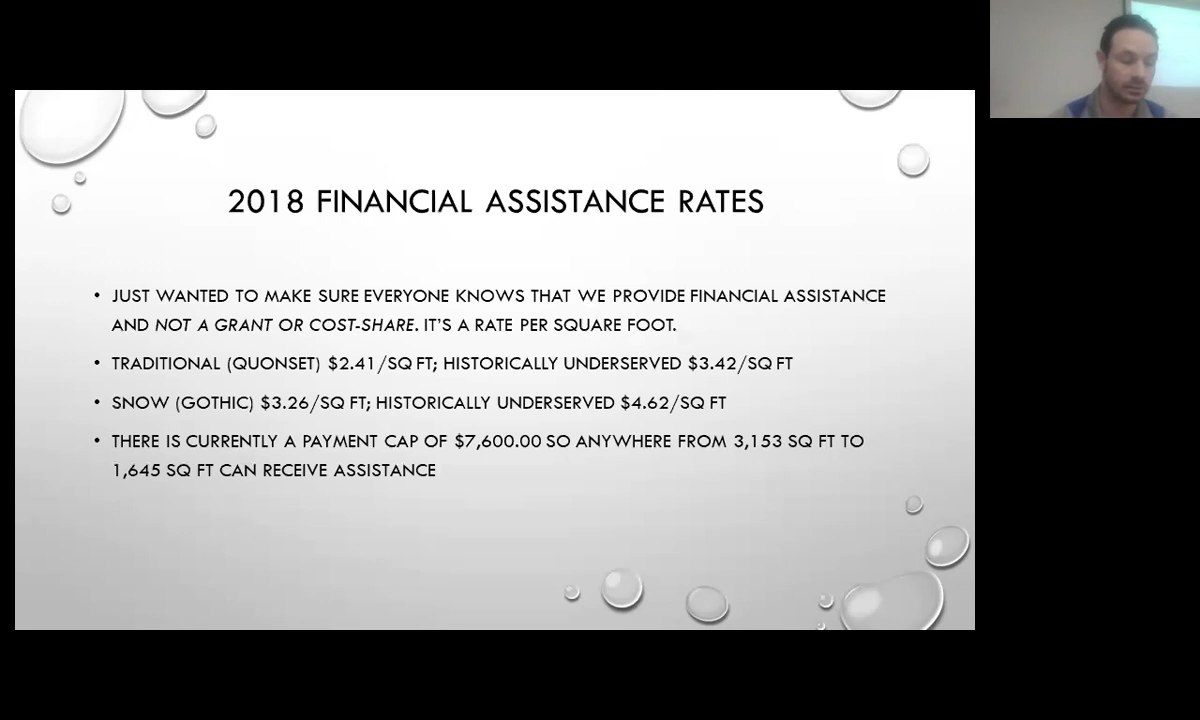 2018 FINANCIAL ASSISTANCE RATES
• JUST WANTED TO MAKE SURE EVERYONE KNOWS THAT WE PROVIDE FINANCIAL ASSISTANCE
AND NOT A GRANT OR COST-SHARE. IT'S A RATE PER SQUARE FOOT.
• TRADITIONAL (QUONSET) $2.41/SQ FT; HISTORICALLY UNDERSERVED $3.42/SQ FT
• SNOW (GOTHIC) $3.26/SQ FT; HISTORICALLY UNDERSERVED $4.62/SQ FT
• THERE IS CURRENTLY A PAYMENT CAP OF $7,600.00 SO ANYWHERE FROM 3,153 SQ FT TO
1,645 SQ FT CAN RECEIVE ASSISTANCE